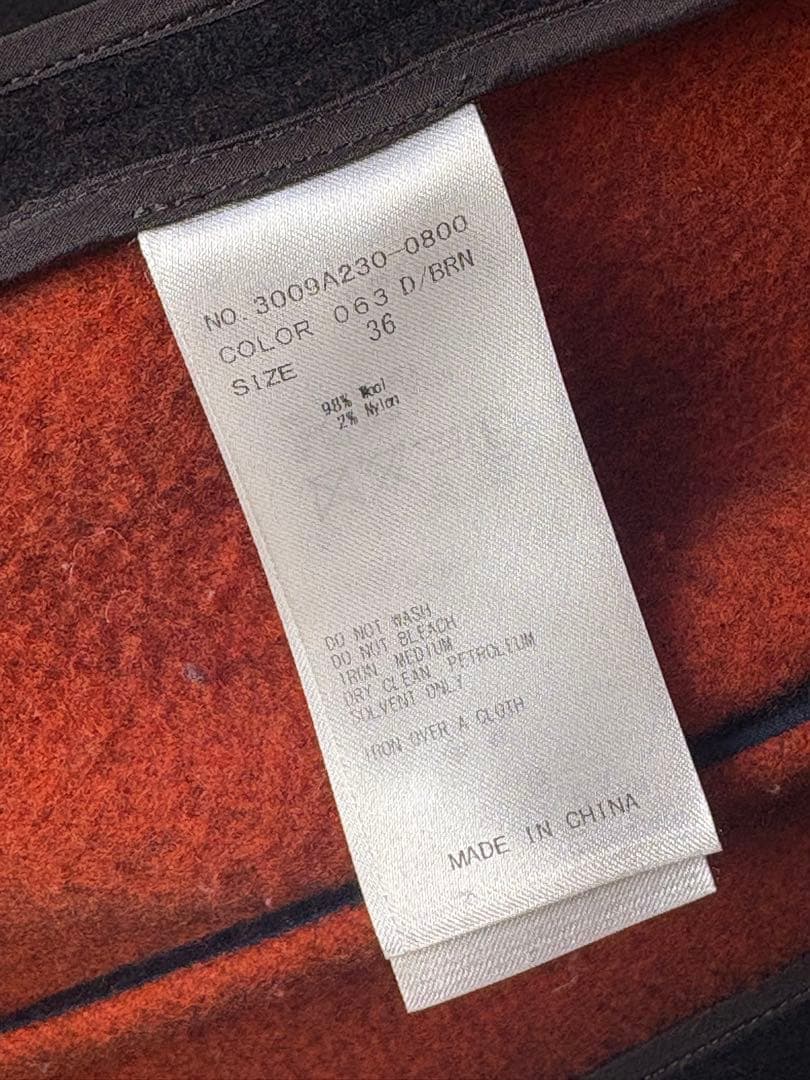 NO. 3009A230-0800
COLOR 063 D/BRN
SIZE 36
98% Wool
2% Nylon
DO NOT WASH
DO NOT BLEACH
IRON MEDIUM
DRY CLEAN PETROLEUM
SOLVENT ONLY
IRON OVER A CLOTH
MADE IN CHINA